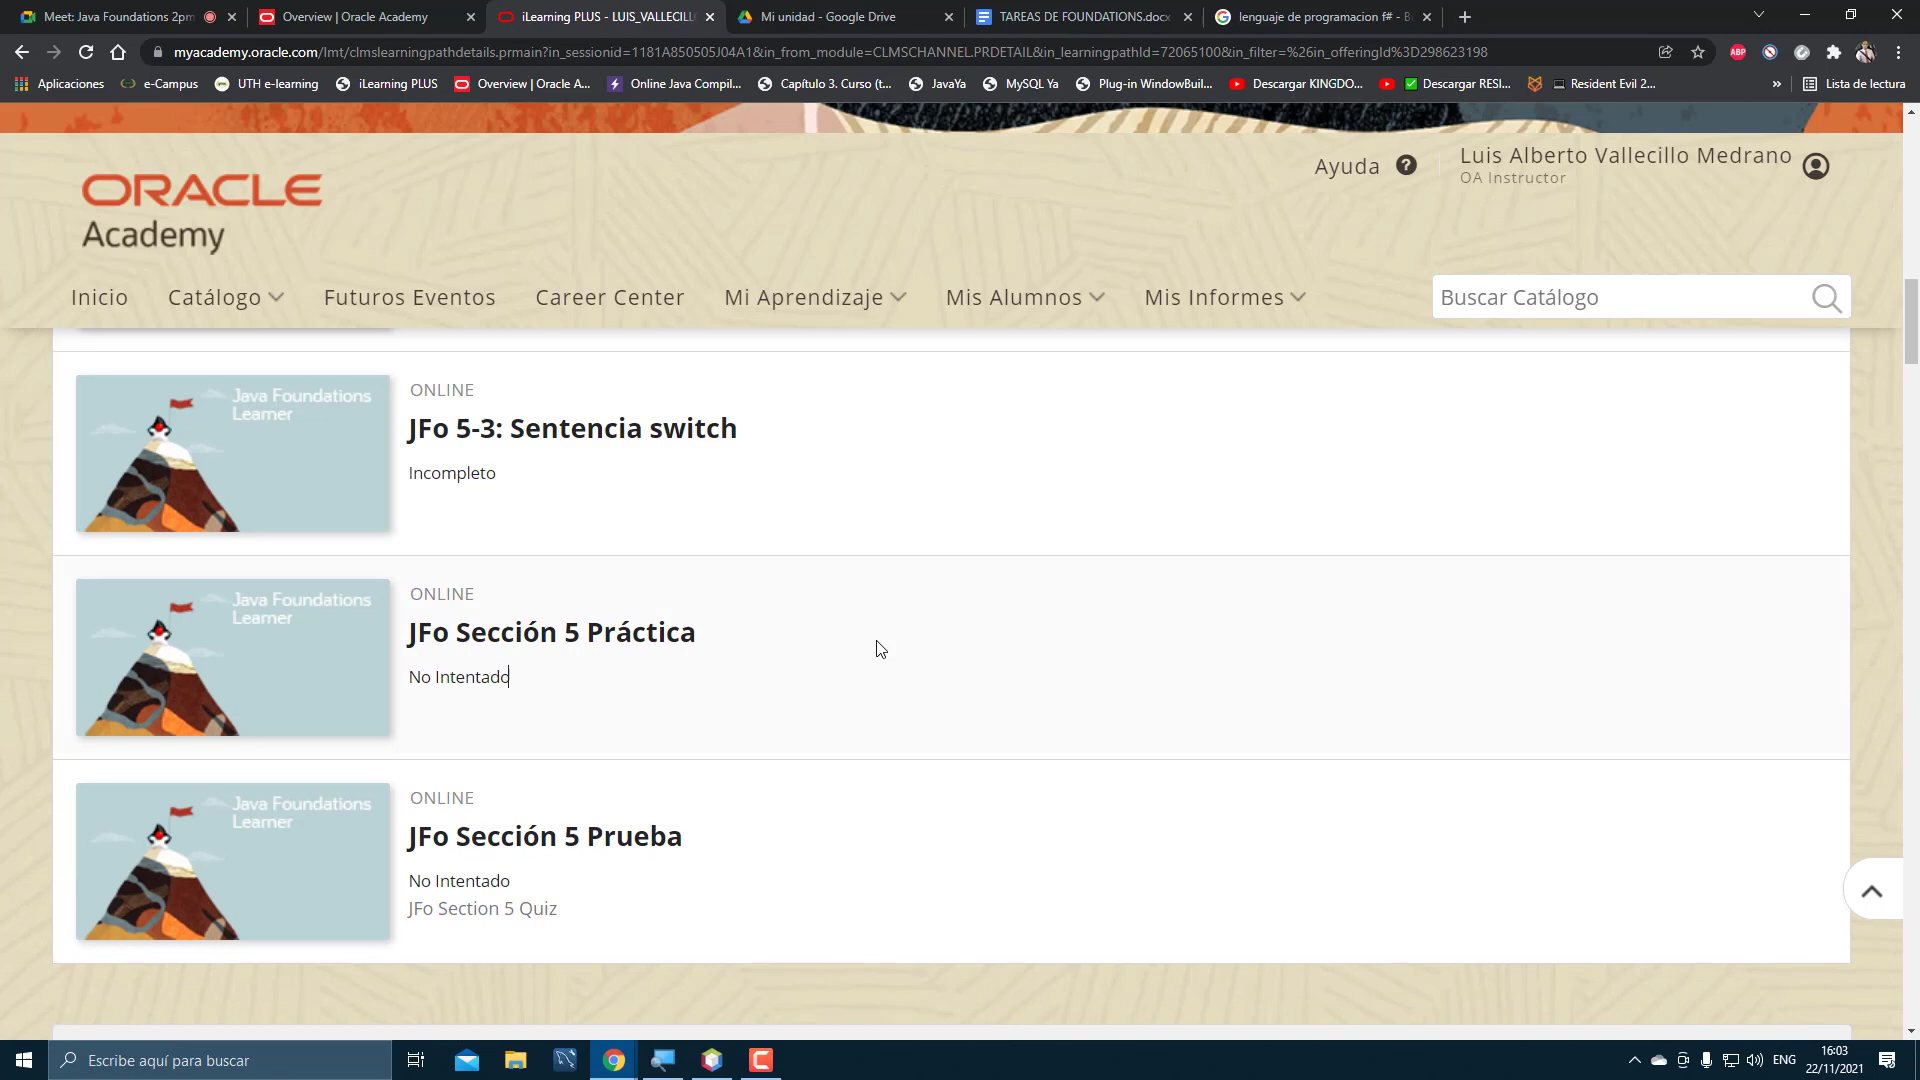 Meet: Java Foundations 2pm
Overview | Oracle Academy
iLearning PLUS - LUIS_VALLECILL
Mi unidad - Google Drive
TAREAS DE FOUNDATIONS.docx
lenguaje de programacion f# - B
myacademy.oracle.com/lmt/clmslearningpathdetails.prmain?in_sessionid=1181A850505J04A1&in_from_module=CLMSCHANNEL.PRDETAIL&in_learningpathId=72065100&in_filter=%26in_offeringId%3D298623198
ABP
Aplicaciones
e-Campus
UTH e-learning
iLearning PLUS
Overview | Oracle A...
Online Java Compil...
Capítulo 3. Curso (t...
JavaYa
MySQL Ya
Plug-in WindowBuil...
Descargar KINGDO...
Descargar RESI...
Resident Evil 2...
»
Lista de lectura
ORACLE
Academy
Ayuda ?
Luis Alberto Vallecillo Medrano
OA Instructor
Inicio
Catálogo
Futuros Eventos
Career Center
Mi Aprendizaje
Mis Alumnos
Mis Informes
Buscar Catálogo
Java Foundations
Learner
ONLINE
JFo 5-3: Sentencia switch
Incompleto
Java Foundations
Learner
ONLINE
JFo Sección 5 Práctica
No Intentado
Java Foundations
Learner
ONLINE
JFo Sección 5 Prueba
No Intentado
JFo Section 5 Quiz
Escribe aquí para buscar
ENG
16:03
22/11/2021